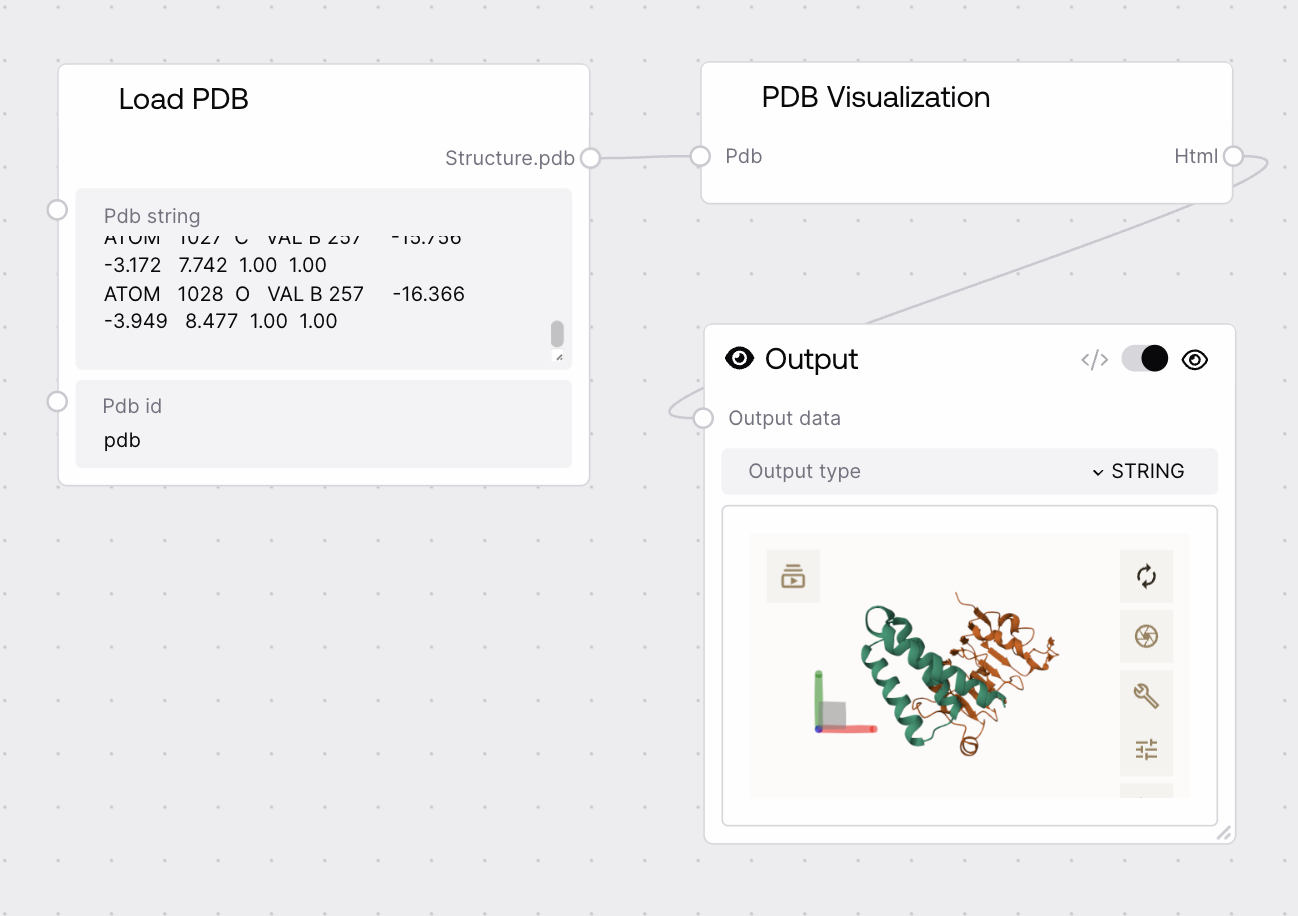 Load PDB
Structure.pdb
Pdb string
ATOM 1027 C VAL B 257 -15.756
-3.172 7.742 1.00 1.00
ATOM 1028 O VAL B 257 -16.366
-3.949 8.477 1.00 1.00
Pdb id
pdb
PDB Visualization
Pdb
Html
Output
</>
Output data
Output type
STRING